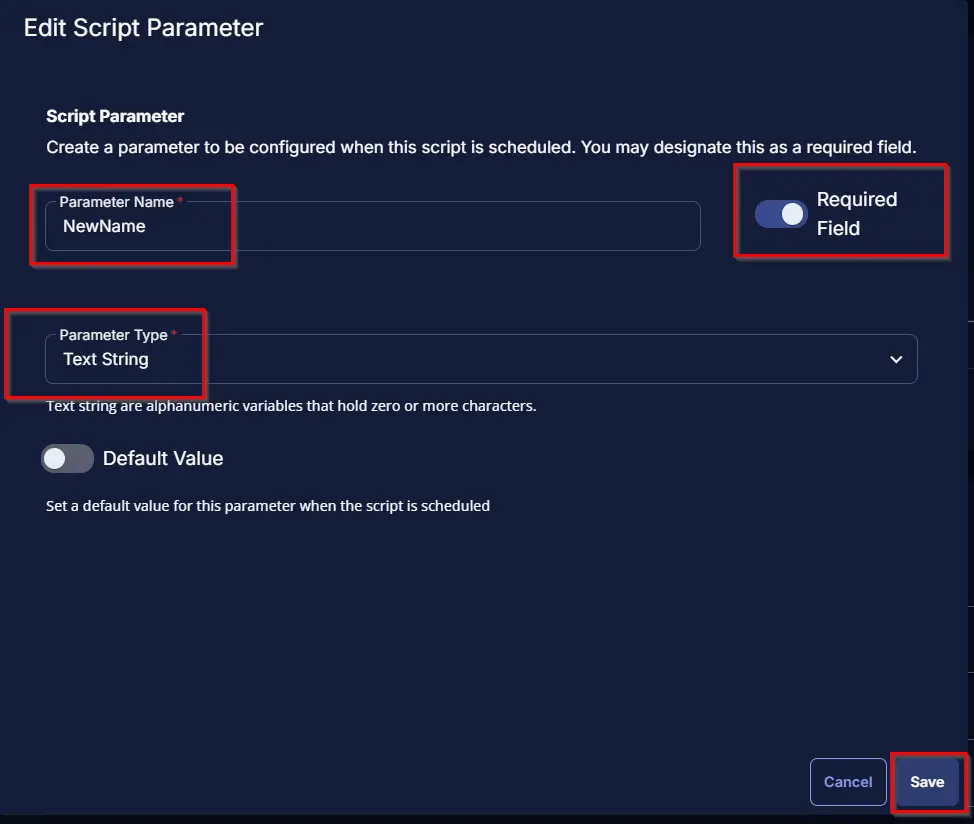 Edit Script Parameter
Script Parameter
Create a parameter to be configured when this script is scheduled. You may designate this as a required field.
Parameter Name *
NewName
Required
Field
Parameter Type *
Text String
Text string are alphanumeric variables that hold zero or more characters.
Default Value
Set a default value for this parameter when the script is scheduled
Cancel
Save